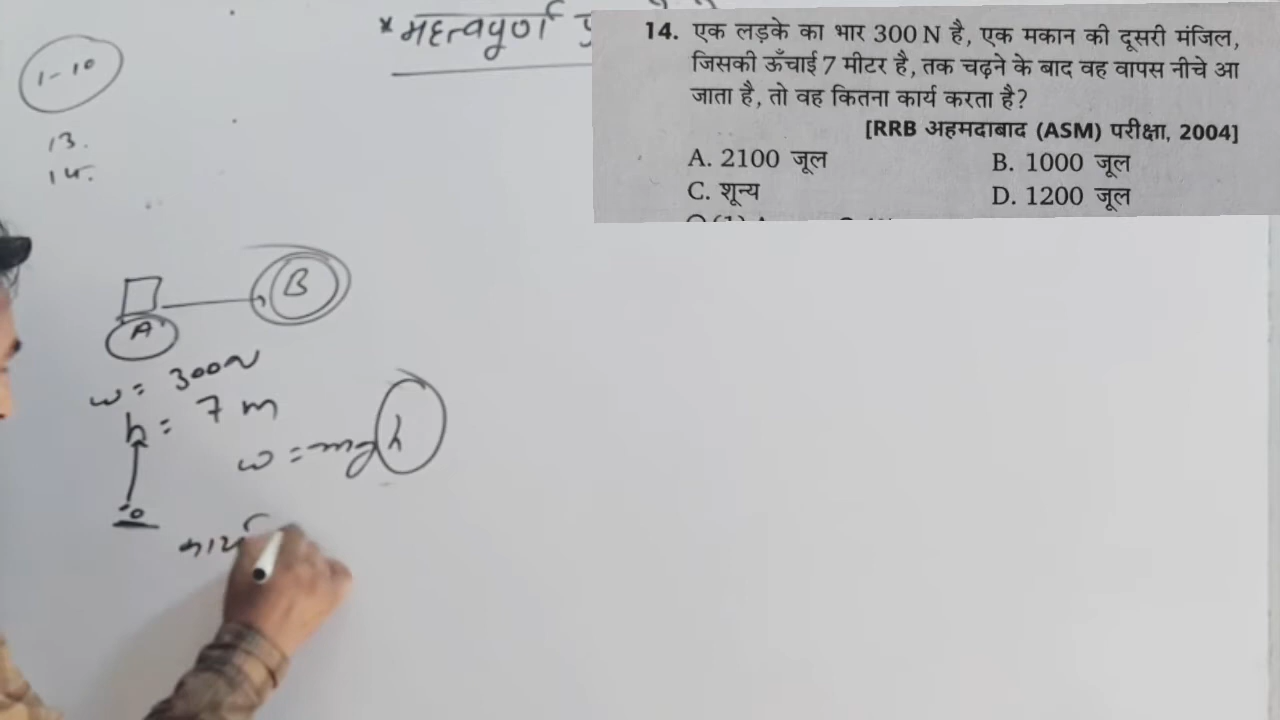 *महत्वपूर्ण
14. एक लड़के का भार 300 N है, एक मकान की दूसरी मंजिल,
जिसकी ऊँचाई 7 मीटर है, तक चढ़ने के बाद वह वापस नीचे आ
जाता है, तो वह कितना कार्य करता है?
[RRB अहमदाबाद (ASM) परीक्षा, 2004]
A. 2100 जूल B. 1000 जूल
C. शून्य D. 1200 जूल
1-10
13.
14.
B
A
w = 300N
h = 7 m
w = mgh
कार्य